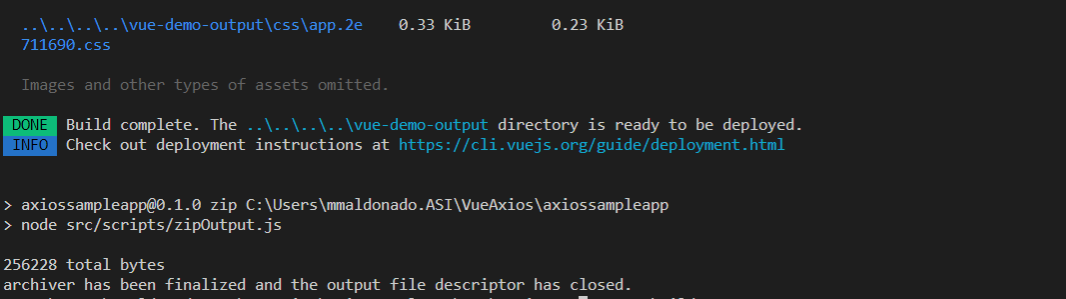 ..\..\..\..\vue-demo-output\css\app.2e 0.33 KiB 0.23 KiB
711690.css
Images and other types of assets omitted.
DONE Build complete. The ..\..\..\..\vue-demo-output directory is ready to be deployed.
INFO Check out deployment instructions at https://cli.vuejs.org/guide/deployment.html
> axiossampleapp@0.1.0 zip C:\Users\mmaldonado.ASI\VueAxios\axiossampleapp
> node src/scripts/zipOutput.js
256228 total bytes
archiver has been finalized and the output file descriptor has closed.